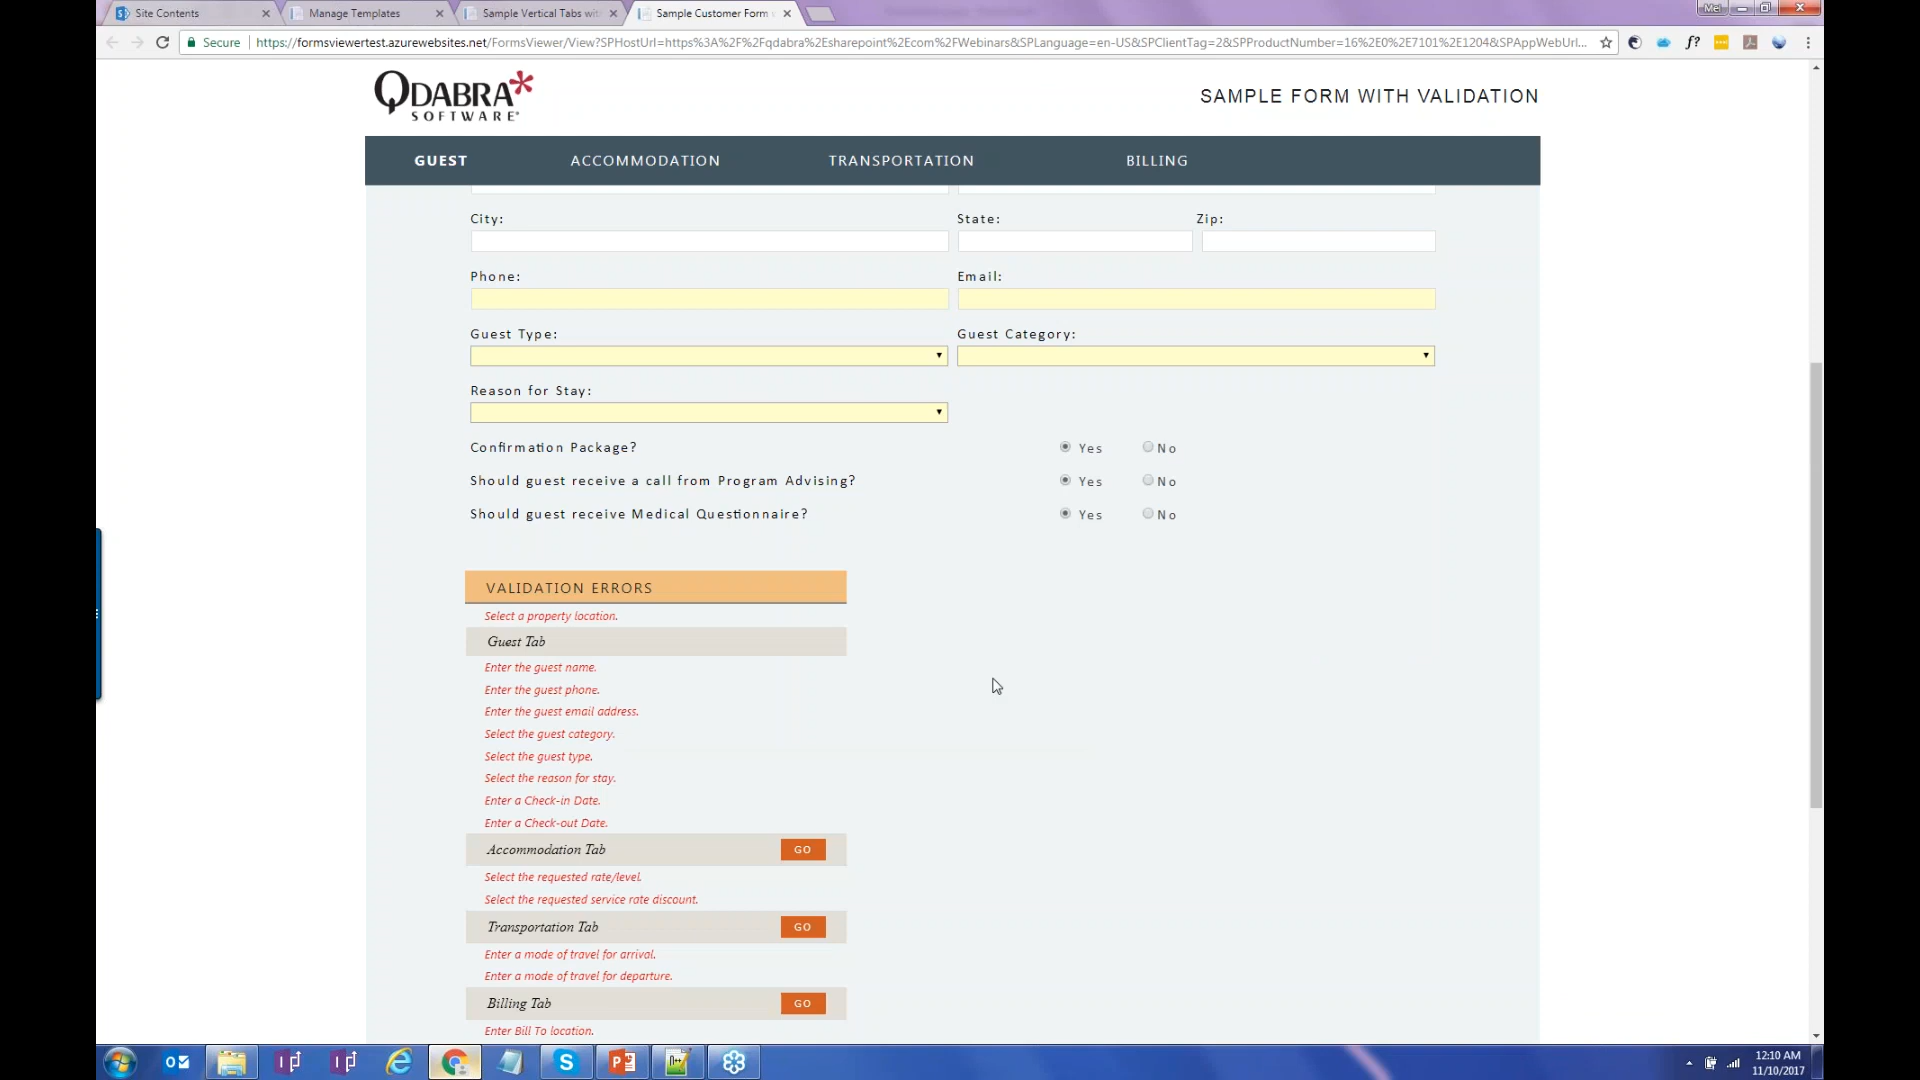 Site Contents
Manage Templates
Sample Vertical Tabs wit
Sample Customer Form
Mel
Secure
https://formsviewertest.azurewebsites.net/FormsViewer/View?SPHostUrl=https%3A%2F%2Fqdabra%2Esharepoint%2Ecom%2FWebinars&SPLanguage=en-US&SPClientTag=2&SPProductNumber=16%2E0%2E7101%2E1204&SPAppWebUrl...
f?
QDABRA
SOFTWARE
SAMPLE FORM WITH VALIDATION
GUEST ACCOMMODATION TRANSPORTATION BILLING
City: State: Zip:
Phone: Email:
Guest Type: Guest Category:
Reason for Stay:
Confirmation Package? Yes No
Should guest receive a call from Program Advising? Yes No
Should guest receive Medical Questionnaire? Yes No
VALIDATION ERRORS
Select a property location.
Guest Tab
Enter the guest name.
Enter the guest phone.
Enter the guest email address.
Select the guest category.
Select the guest type.
Select the reason for stay.
Enter a Check-in Date.
Enter a Check-out Date.
Accommodation Tab GO
Select the requested rate/level.
Select the requested service rate discount.
Transportation Tab GO
Enter a mode of travel for arrival.
Enter a mode of travel for departure.
Billing Tab GO
Enter Bill To location.
12:10 AM
11/10/2017